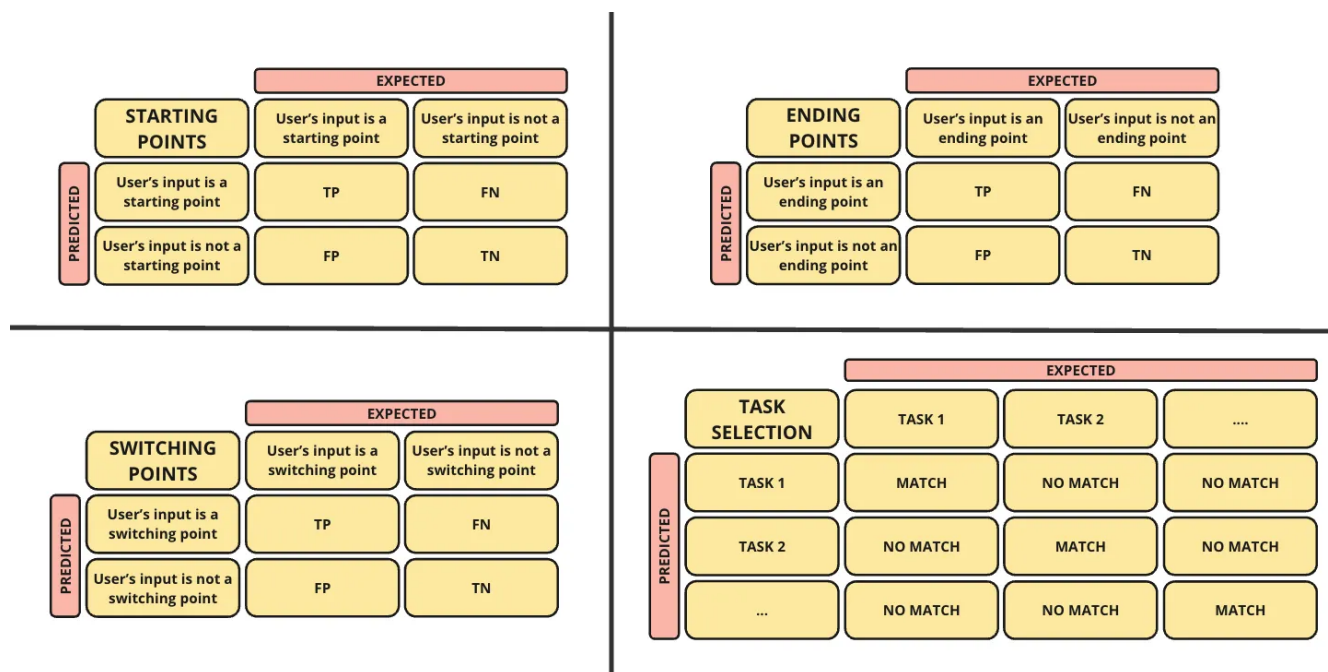 EXPECTED
STARTING
POINTS
User's input is a
starting point
User's input is not a
starting point
PREDICTED
User's input is a
starting point
TP
FN
User's input is not a
starting point
FP
TN
EXPECTED
ENDING
POINTS
User's input is an
ending point
User's input is not an
ending point
PREDICTED
User's input is an
ending point
TP
FN
User's input is not an
ending point
FP
TN
EXPECTED
SWITCHING
POINTS
User's input is a
switching point
User's input is not a
switching point
PREDICTED
User's input is a
switching point
TP
FN
User's input is not a
switching point
FP
TN
EXPECTED
TASK
SELECTION
TASK 1
TASK 2
....
PREDICTED
TASK 1
MATCH
NO MATCH
NO MATCH
TASK 2
NO MATCH
MATCH
NO MATCH
...
NO MATCH
NO MATCH
MATCH